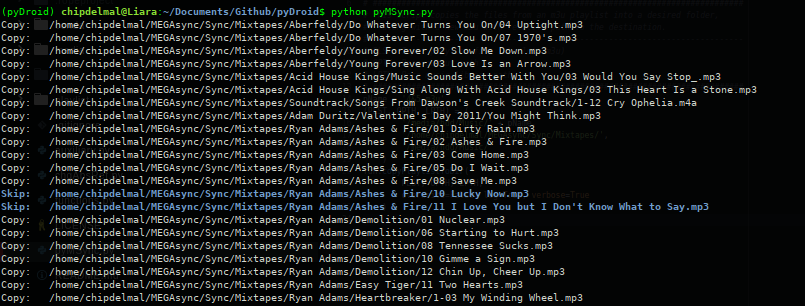 (pyDroid) chipdelmal@Liara:~/Documents/Github/pyDroid$ python pyMSync.py
Copy: /home/chipdelmal/MEGAsync/Sync/Mixtapes/Aberfeldy/Do Whatever Turns You On/04 Uptight.mp3
Copy: /home/chipdelmal/MEGAsync/Sync/Mixtapes/Aberfeldy/Do Whatever Turns You On/07 1970's.mp3
Copy: /home/chipdelmal/MEGAsync/Sync/Mixtapes/Aberfeldy/Young Forever/02 Slow Me Down.mp3
Copy: /home/chipdelmal/MEGAsync/Sync/Mixtapes/Aberfeldy/Young Forever/03 Love Is an Arrow.mp3
Copy: /home/chipdelmal/MEGAsync/Sync/Mixtapes/Acid House Kings/Music Sounds Better With You/03 Would You Say Stop_.mp3
Copy: /home/chipdelmal/MEGAsync/Sync/Mixtapes/Acid House Kings/Sing Along With Acid House Kings/03 This Heart Is a Stone.mp3
Copy: /home/chipdelmal/MEGAsync/Sync/Mixtapes/Soundtrack/Songs From Dawson's Creek Soundtrack/1-12 Cry Ophelia.m4a
Copy: /home/chipdelmal/MEGAsync/Sync/Mixtapes/Adam Duritz/Valentine's Day 2011/You Might Think.mp3
Copy: /home/chipdelmal/MEGAsync/Sync/Mixtapes/Ryan Adams/Ashes & Fire/01 Dirty Rain.mp3
Copy: /home/chipdelmal/MEGAsync/Sync/Mixtapes/Ryan Adams/Ashes & Fire/02 Ashes & Fire.mp3
Copy: /home/chipdelmal/MEGAsync/Sync/Mixtapes/Ryan Adams/Ashes & Fire/03 Come Home.mp3
Copy: /home/chipdelmal/MEGAsync/Sync/Mixtapes/Ryan Adams/Ashes & Fire/05 Do I Wait.mp3
Copy: /home/chipdelmal/MEGAsync/Sync/Mixtapes/Ryan Adams/Ashes & Fire/08 Save Me.mp3
Skip: /home/chipdelmal/MEGAsync/Sync/Mixtapes/Ryan Adams/Ashes & Fire/10 Lucky Now.mp3
Skip: /home/chipdelmal/MEGAsync/Sync/Mixtapes/Ryan Adams/Ashes & Fire/11 I Love You but I Don't Know What to Say.mp3
Copy: /home/chipdelmal/MEGAsync/Sync/Mixtapes/Ryan Adams/Demolition/01 Nuclear.mp3
Copy: /home/chipdelmal/MEGAsync/Sync/Mixtapes/Ryan Adams/Demolition/06 Starting to Hurt.mp3
Copy: /home/chipdelmal/MEGAsync/Sync/Mixtapes/Ryan Adams/Demolition/08 Tennessee Sucks.mp3
Copy: /home/chipdelmal/MEGAsync/Sync/Mixtapes/Ryan Adams/Demolition/10 Gimme a Sign.mp3
Copy: /home/chipdelmal/MEGAsync/Sync/Mixtapes/Ryan Adams/Demolition/12 Chin Up, Cheer Up.mp3
Copy: /home/chipdelmal/MEGAsync/Sync/Mixtapes/Ryan Adams/Easy Tiger/11 Two Hearts.mp3
Copy: /home/chipdelmal/MEGAsync/Sync/Mixtapes/Ryan Adams/Heartbreaker/1-03 My Winding Wheel.mp3